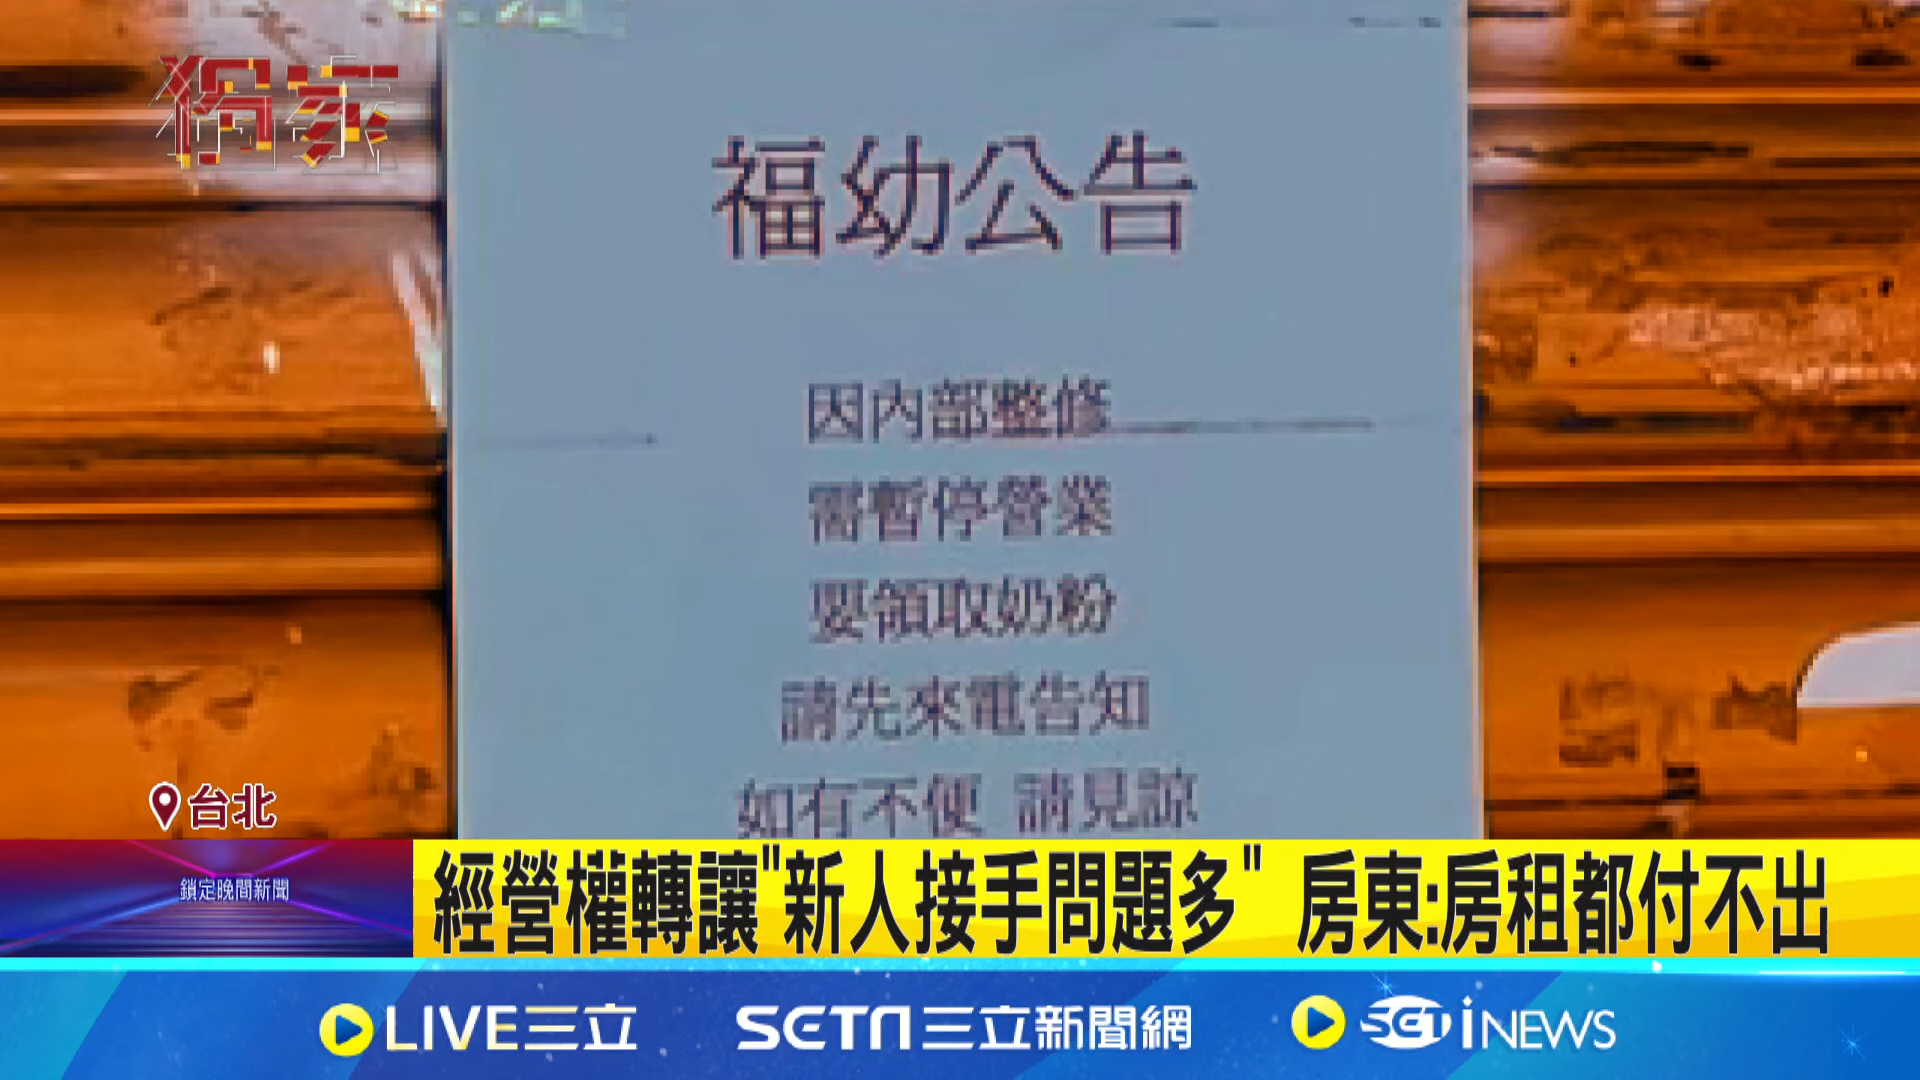 獨家
福幼公告
因內部整修
需暫停營業
要領取奶粉
請先來電告知
如有不便 請見諒
台北
鎖定晚間新聞
經營權轉讓"新人接手問題多" 房東:房租都付不出
LIVE三立 SETN三立新聞網 SETiNEWS